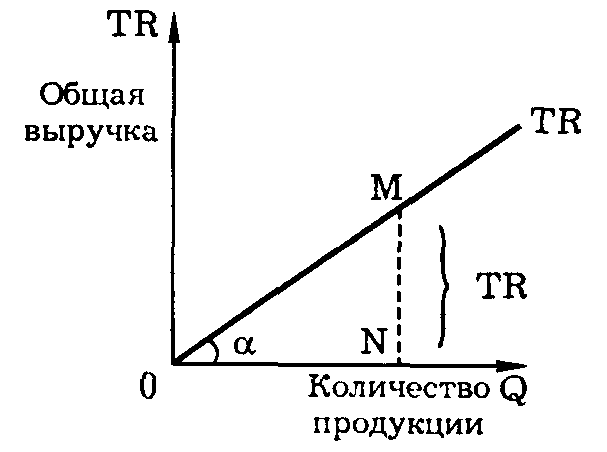 TR
Общая
выручка
TR
M
TR
α
N
0
Количество Q
продукции